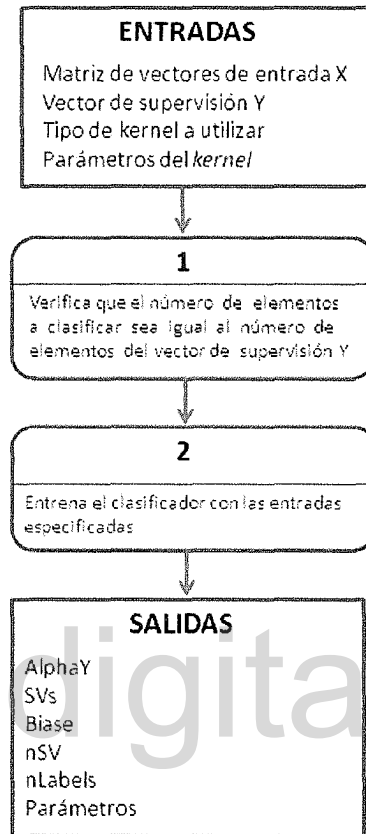 ENTRADAS
Matriz de vectores de entrada X
Vector de supervisión Y
Tipo de kernel a utilizar
Parámetros del kernel
1
Verifica que el número de elementos
a clasificar sea igual al número de
elementos del vector de supervisión Y
2
Entrena el clasificador con las entradas
especificadas
SALIDAS
AlphaY
SVs
Biase
nSV
nLabels
Parámetros
digita